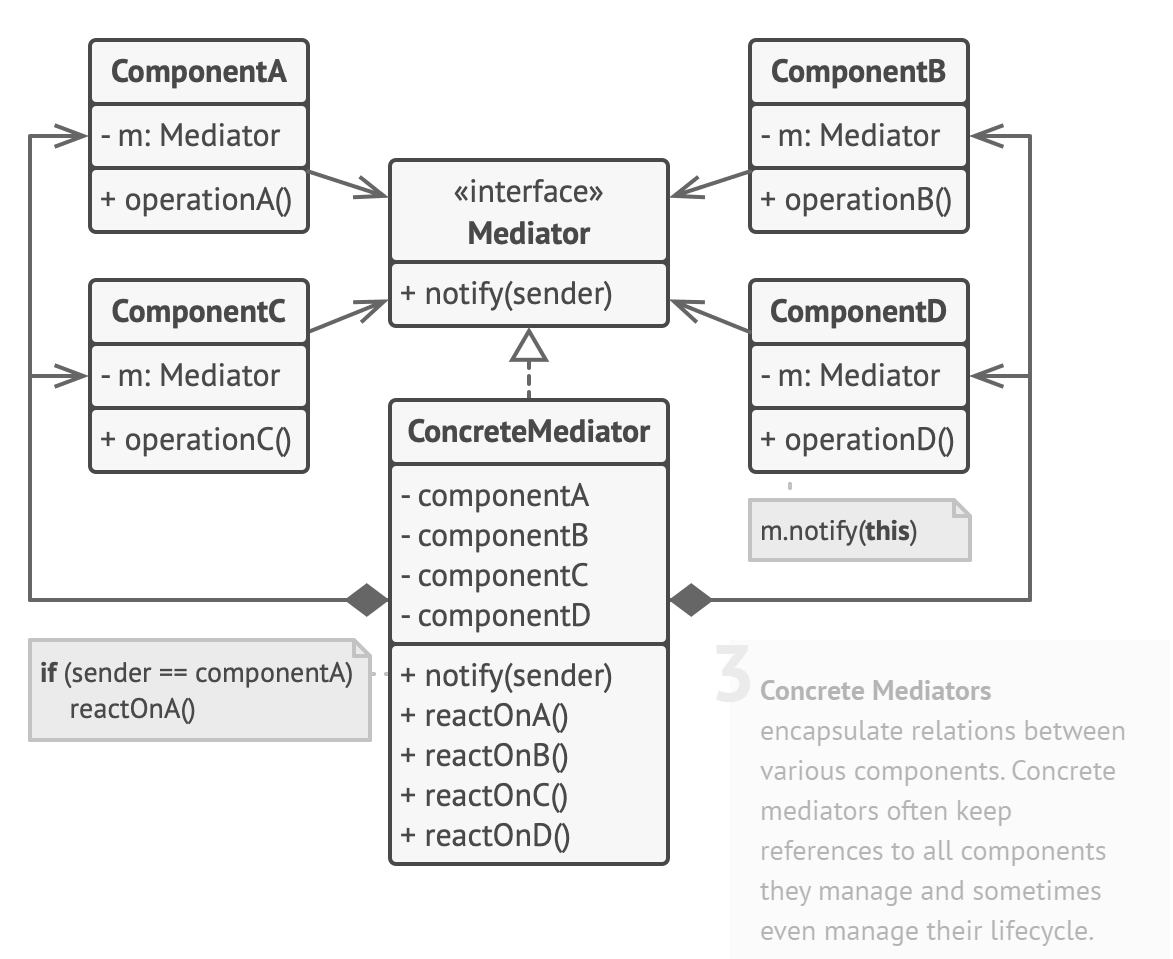 ComponentA
- m: Mediator
+ operationA()
ComponentB
- m: Mediator
+ operationB()
«interface»
Mediator
+ notify(sender)
ComponentC
- m: Mediator
+ operationC()
ComponentD
- m: Mediator
+ operationD()
m.notify(this)
ConcreteMediator
- componentA
- componentB
- componentC
- componentD
+ notify(sender)
+ reactOnA()
+ reactOnB()
+ reactOnC()
+ reactOnD()
if (sender == componentA)
reactOnA()
3
Concrete Mediators
encapsulate relations between
various components. Concrete
mediators often keep
references to all components
they manage and sometimes
even manage their lifecycle.